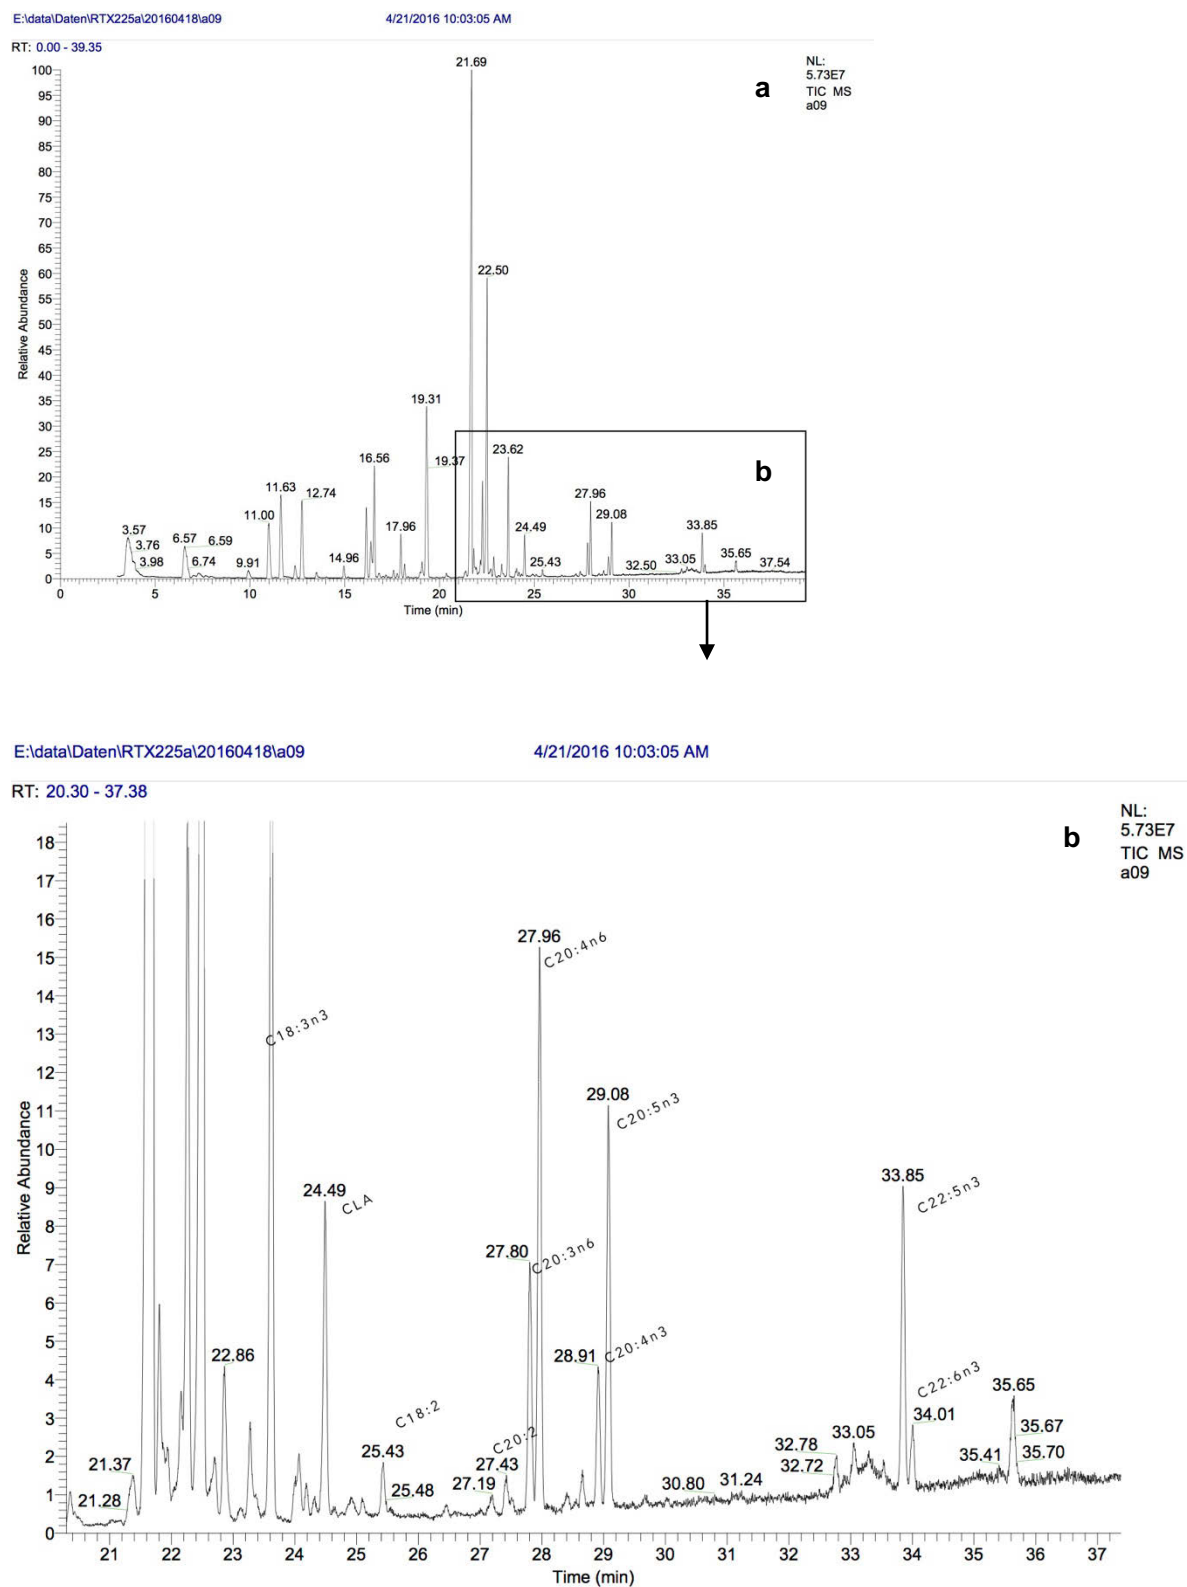 E:\data\Daten\RTX225a\20160418\a09 4/21/2016 10:03:05 AM
RT: 0.00 - 39.35
NL:
5.73E7
TIC MS
a09
a
100
95
90
85
80
75
70
65
60
55
50
45
40
35
30
25
20
15
10
5
0
Relative Abundance
21.69
22.50
19.31
19.37
23.62
b
16.56
11.63
12.74
27.96
11.00
29.08
3.57
3.76
3.98
6.57
6.59
6.74
9.91
14.96
17.96
24.49
25.43
32.50
33.05
33.85
35.65
37.54
0 5 10 15 20 25 30 35
Time (min)
E:\data\Daten\RTX225a\20160418\a09 4/21/2016 10:03:05 AM
RT: 20.30 - 37.38
NL:
5.73E7
TIC MS
a09
b
18
17
16
15
14
13
12
11
10
9
8
7
6
5
4
3
2
1
0
Relative Abundance
27.96
C20:4n6
C18:3n3
29.08
C20:5n3
24.49
CLA
33.85
C22:5n3
27.80
C20:3n6
22.86
28.91
C20:4n3
C22:6n3
34.01
35.65
35.67
35.70
35.41
C18:2
25.43
25.48
C20:2
27.43
27.19
21.37
21.28
32.78
32.72
33.05
30.80
31.24
21 22 23 24 25 26 27 28 29 30 31 32 33 34 35 36 37
Time (min)